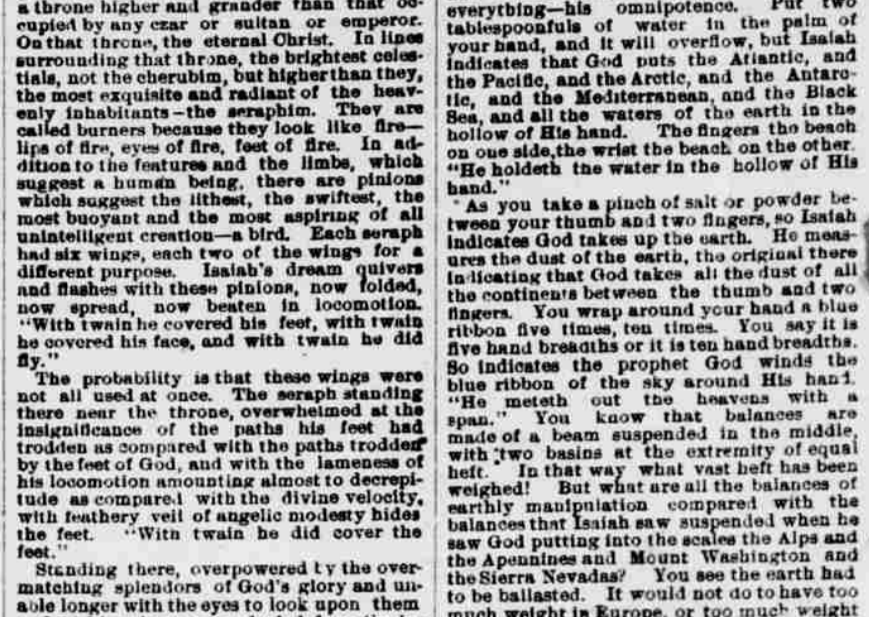 a throne higher and grander than that oc-
cupied by any czar or sultan or emperor.
On that throne, the eternal Christ. In lines
surrounding that throne, the brightest celes-
tials, not the cherubim, but higher than they,
the most exquisite and radiant of the heav-
enly inhabitants—the seraphim. They are
called burners because they look like fire—
lips of fire, eyes of fire, feet of fire. In ad-
dition to the features and the limbs, which
suggest a human being, there are pinions
which suggest the lithest, the swiftest, the
most buoyant and the most aspiring of all
unintelligent creation—a bird. Each seraph
had six wings, each two of the wings for a
different purpose. Isaiah's dream quivers
and flashes with these pinions, now folded,
now spread, now beaten in locomotion.
"With twain he covered his feet, with twain
he covered his face, and with twain he did
fly."
The probability is that these wings were
not all used at once. The seraph standing
there near the throne, overwhelmed at the
insignificance of the paths his feet had
trodden as compared with the paths trodden
by the feet of God, and with the lameness of
his locomotion amounting almost to decrepi-
tude as compared with the divine velocity,
with feathery veil of angelic modesty hides
the feet. "With twain he did cover the
feet."
Standing there, overpowered by the over-
matching splendors of God's glory and un-
able longer with the eyes to look upon them
everything—his omnipotence. Put two
tablespoonfuls of water in the palm of
your hand, and it will overflow, but Isaiah
indicates that God puts the Atlantic, and
the Pacific, and the Arctic, and the Antarc-
tic, and the Mediterranean, and the Black
Sea, and all the waters of the earth in the
hollow of His hand. The fingers the beach
on one side, the wrist the beach on the other.
"He holdeth the water in the hollow of His
hand."
As you take a pinch of salt or powder be-
tween your thumb and two fingers, so Isaiah
indicates God takes up the earth. He meas-
ures the dust of the earth, the original there
indicating that God takes all the dust of all
the continents between the thumb and two
fingers. You wrap around your hand a blue
ribbon five times, ten times. You say it is
five hand breadths or it is ten hand breadths.
So indicates the prophet God winds the
blue ribbon of the sky around His hand.
"He meteth out the heavens with a
span." You know that balances are
made of a beam suspended in the middle,
with two basins at the extremity of equal
heft. In that way what vast heft has been
weighed! But what are all the balances of
earthly manipulation compared with the
balances that Isaiah saw suspended when he
saw God putting into the scales the Alps and
the Apennines and Mount Washington and
the Sierra Nevadas? You see the earth had
to be ballasted. It would not do to have too
much weight in Europe, or too much weight